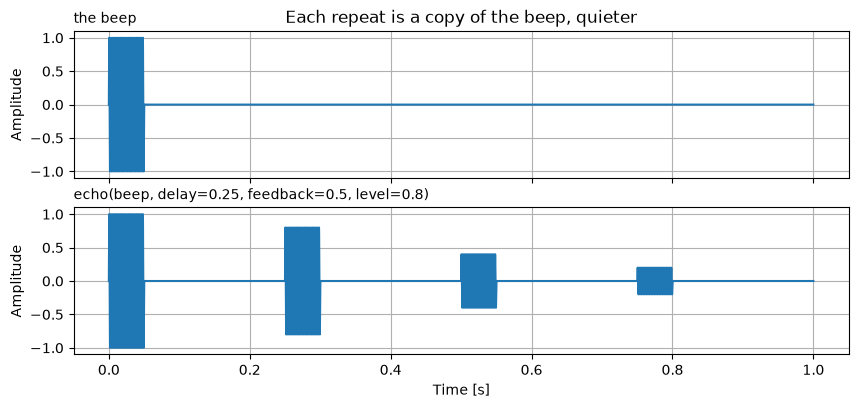 Each repeat is a copy of the beep, quieter
the beep
Amplitude
1.0
0.5
0.0
−0.5
−1.0
echo(beep, delay=0.25, feedback=0.5, level=0.8)
Amplitude
1.0
0.5
0.0
−0.5
−1.0
0.0 0.2 0.4 0.6 0.8 1.0
Time [s]